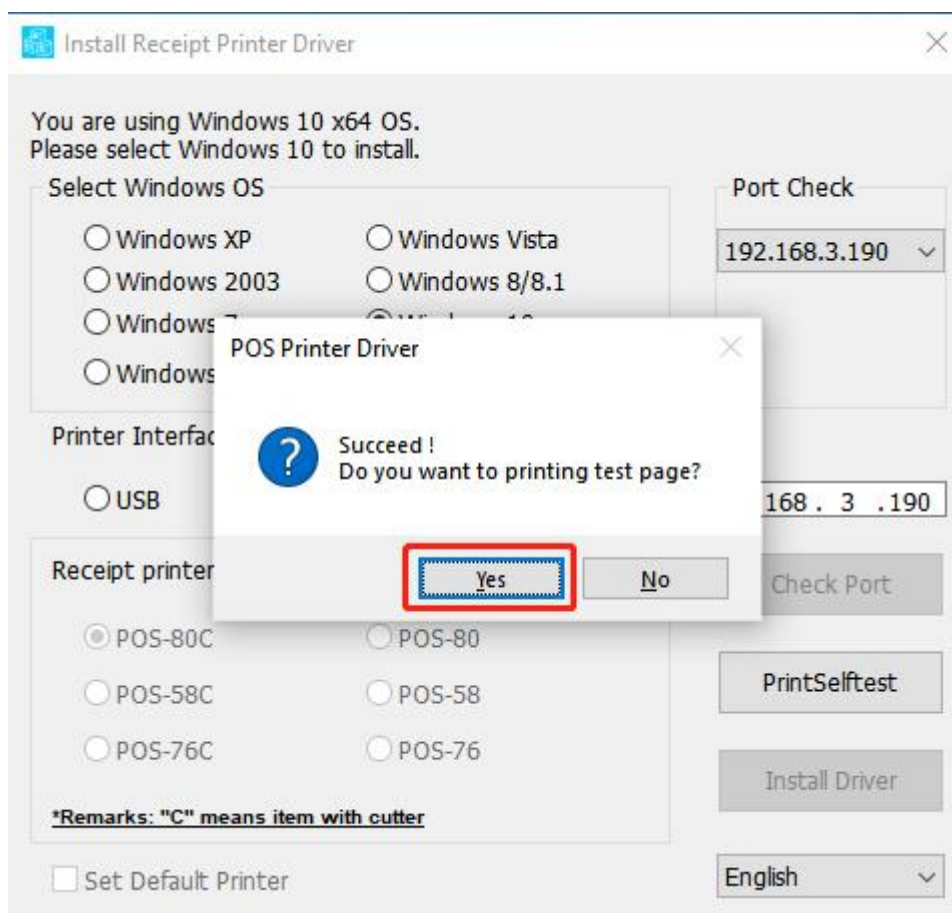 Install Receipt Printer Driver
You are using Windows 10 x64 OS.
Please select Windows 10 to install.
Select Windows OS
Port Check
Windows XP
Windows Vista
192.168.3.190
Windows 2003
Windows 8/8.1
Windows
Windows
POS Printer Driver
Succeed !
Do you want to printing test page?
Yes
No
Printer
USB
168 . 3 .190
Receipt printer
Check Port
POS-80C
POS-80
PrintSelftest
POS-58C
POS-58
POS-76C
POS-76
Install Driver
*Remarks: "C" means item with cutter
Set Default Printer
English